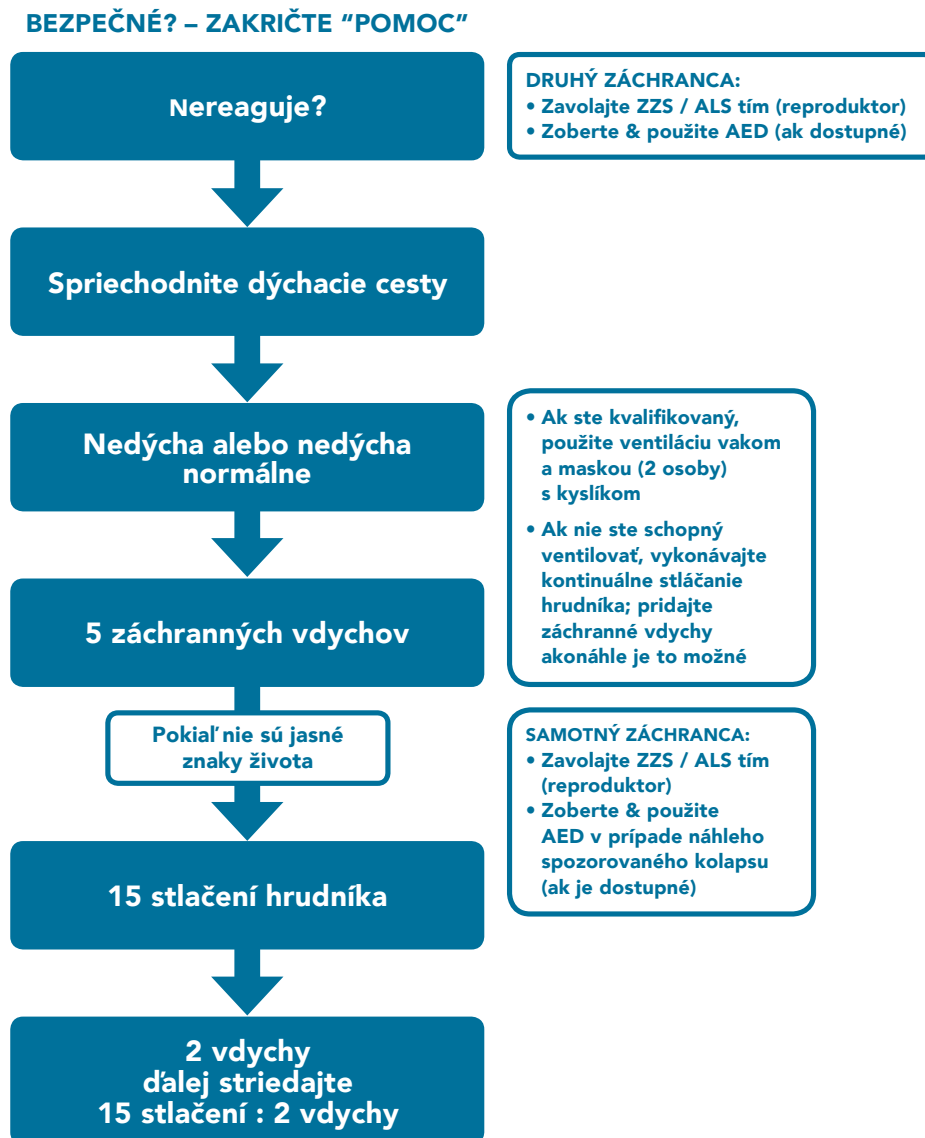 BEZPEČNÉ? – ZAKRIČTE “POMOC”
Nereaguje?
DRUHÝ ZÁCHRANCA:
• Zavolajte ZZS / ALS tím (reproduktor)
• Zoberte & použite AED (ak dostupné)
Spriechodnite dýchacie cesty
Nedýcha alebo nedýcha
normálne
• Ak ste kvalifikovaný,
použite ventiláciu vakom
a maskou (2 osoby)
s kyslíkom
• Ak nie ste schopný
ventilovať, vykonávajte
kontinuálne stláčanie
hrudníka; pridajte
záchranné vdychy
akonáhle je to možné
5 záchranných vdychov
Pokiaľ nie sú jasné
znaky života
SAMOTNÝ ZÁCHRANCA:
• Zavolajte ZZS / ALS tím
(reproduktor)
• Zoberte & použite
AED v prípade náhleho
spozorovaného kolapsu
(ak je dostupné)
15 stlačení hrudníka
2 vdychy
ďalej striedajte
15 stlačení : 2 vdychy